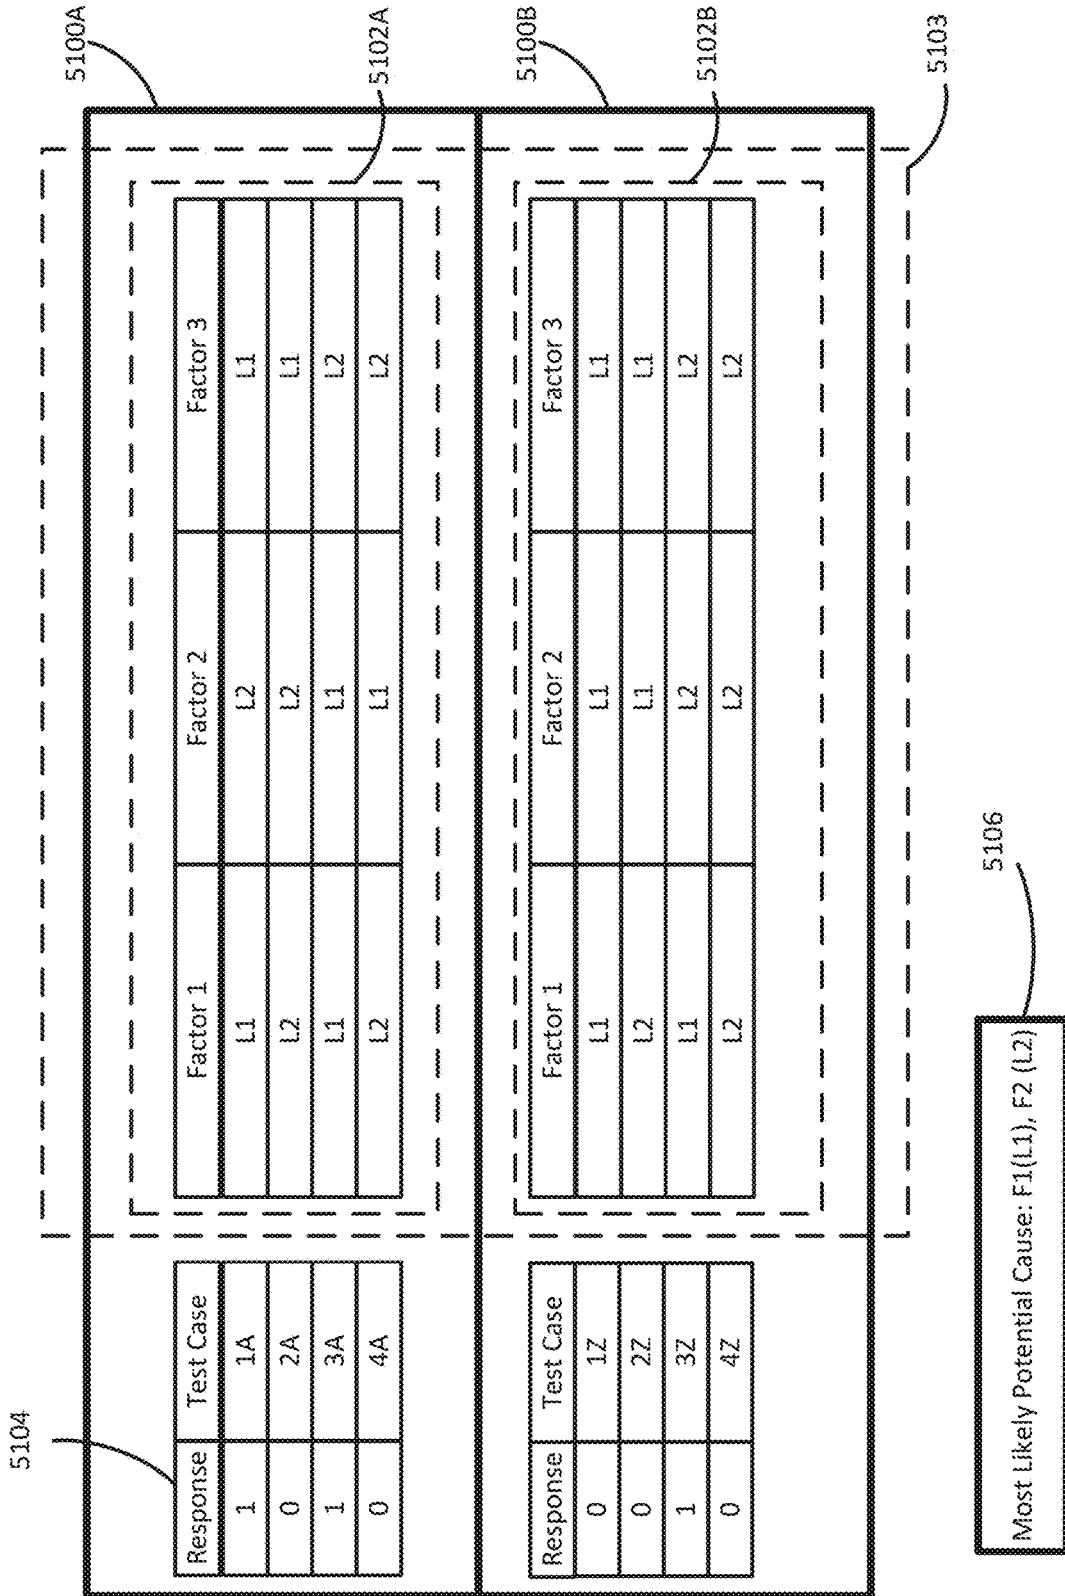 5104
5100A
5102A
Response Test Case Factor 1 Factor 2 Factor 3
1 1A L1 L2 L1
0 2A L2 L2 L1
1 3A L1 L1 L2
0 4A L2 L1 L2
5100B
5102B
Response Test Case Factor 1 Factor 2 Factor 3
0 1Z L1 L1 L1
0 2Z L2 L1 L1
1 3Z L1 L2 L2
0 4Z L2 L2 L2
5103
5106
Most Likely Potential Cause: F1(L1), F2 (L2)